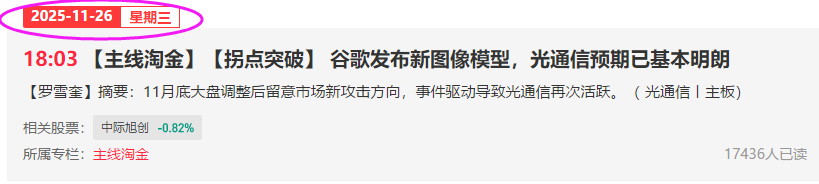 2025-11-26 星期三
18:03 【主线淘金】【拐点突破】 谷歌发布新图像模型，光通信预期已基本明朗
【罗雪奎】摘要：11月底大盘调整后留意市场新攻击方向，事件驱动导致光通信再次活跃。（ 光通信丨主板）
相关股票： 中际旭创 -0.82%
所属专栏：主线淘金 17436人已读